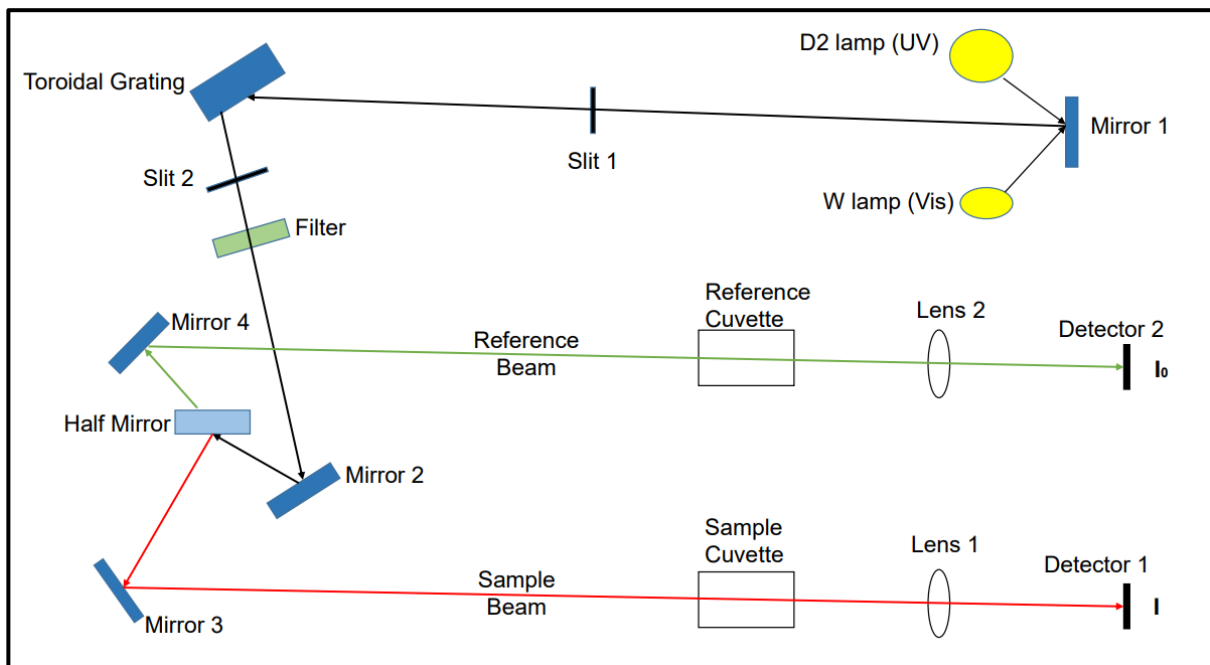 D2 lamp (UV)
Toroidal Grating
Mirror 1
Slit 1
Slit 2
W lamp (Vis)
Filter
Reference
Cuvette
Lens 2
Mirror 4
Detector 2
Reference
Beam
I₀
Half Mirror
Mirror 2
Sample
Cuvette
Lens 1
Detector 1
Sample
Beam
I
Mirror 3